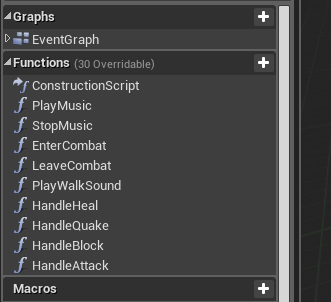 Graphs
EventGraph
Functions (30 Overridable)
ConstructionScript
PlayMusic
StopMusic
EnterCombat
LeaveCombat
PlayWalkSound
HandleHeal
HandleQuake
HandleBlock
HandleAttack
Macros